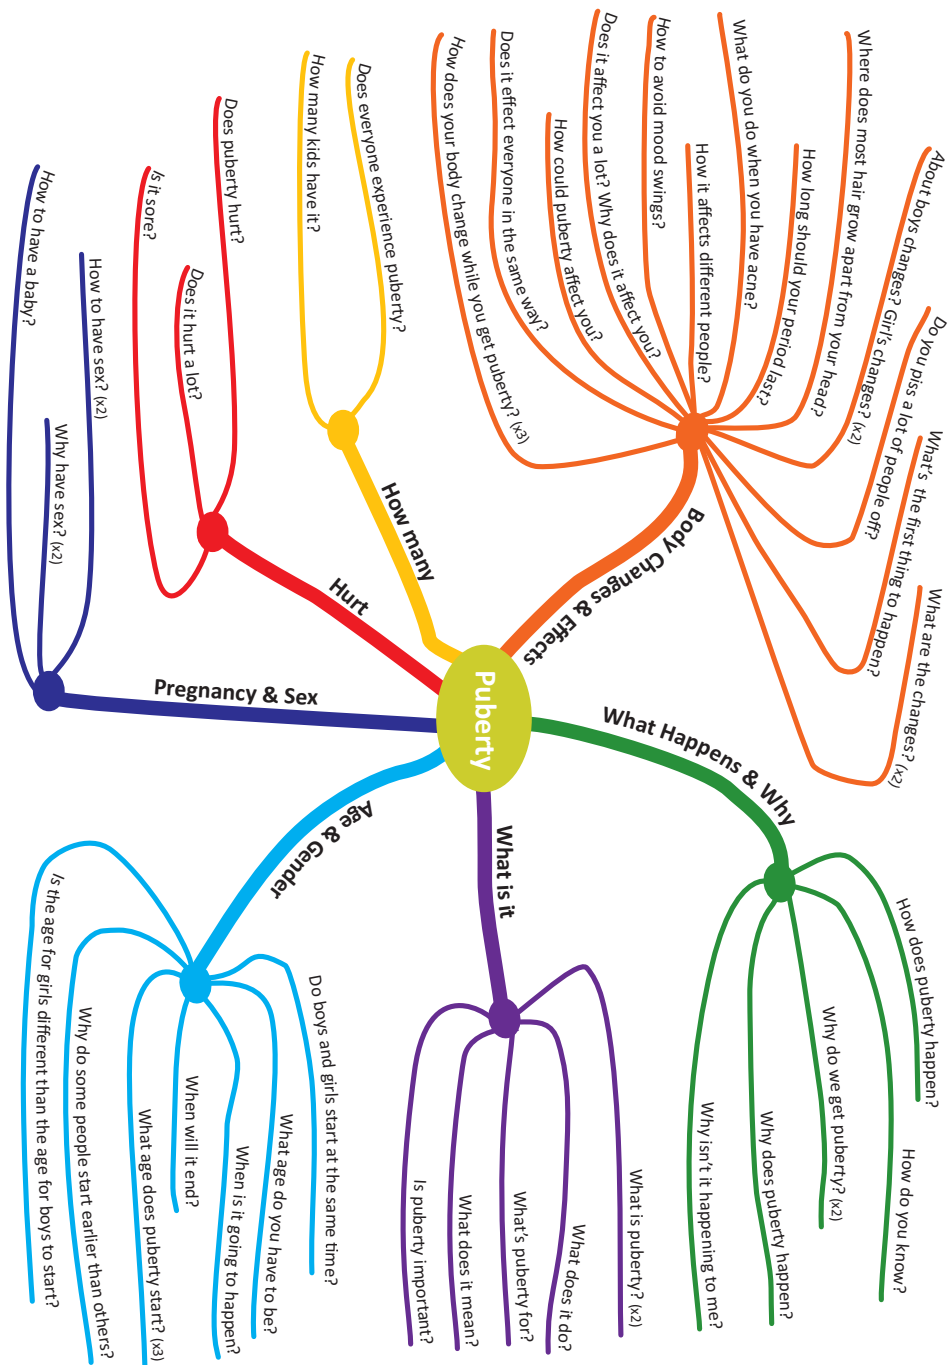 Puberty
Body Changes & Effects
How does your body change while you get puberty? (x3)
Does it effect everyone in the same way?
How could puberty affect you?
Does it affect you a lot? Why does it affect you?
How to avoid mood swings?
How it affects different people?
What do you do when you have acne?
How long should your period last?
Where does most hair grow apart from your head?
About boys changes? Girl's changes? (x2)
Do you piss a lot of people off?
What's the first thing to happen?
What are the changes? (x2)
What Happens & Why
How does puberty happen?
How do you know?
Why do we get puberty? (x2)
Why does puberty happen?
Why isn't it happening to me?
What is it
What is puberty? (x2)
What does it do?
What's puberty for?
What does it mean?
Is puberty important?
Age & Gender
Do boys and girls start at the same time?
What age do you have to be?
When is it going to happen?
When will it end?
What age does puberty start? (x3)
Why do some people start earlier than others?
Is the age for girls different than the age for boys to start?
Pregnancy & Sex
How to have a baby?
Why have sex? (x2)
How to have sex? (x2)
Hurt
Is it sore?
Does it hurt a lot?
Does puberty hurt?
How many
How many kids have it?
Does everyone experience puberty?